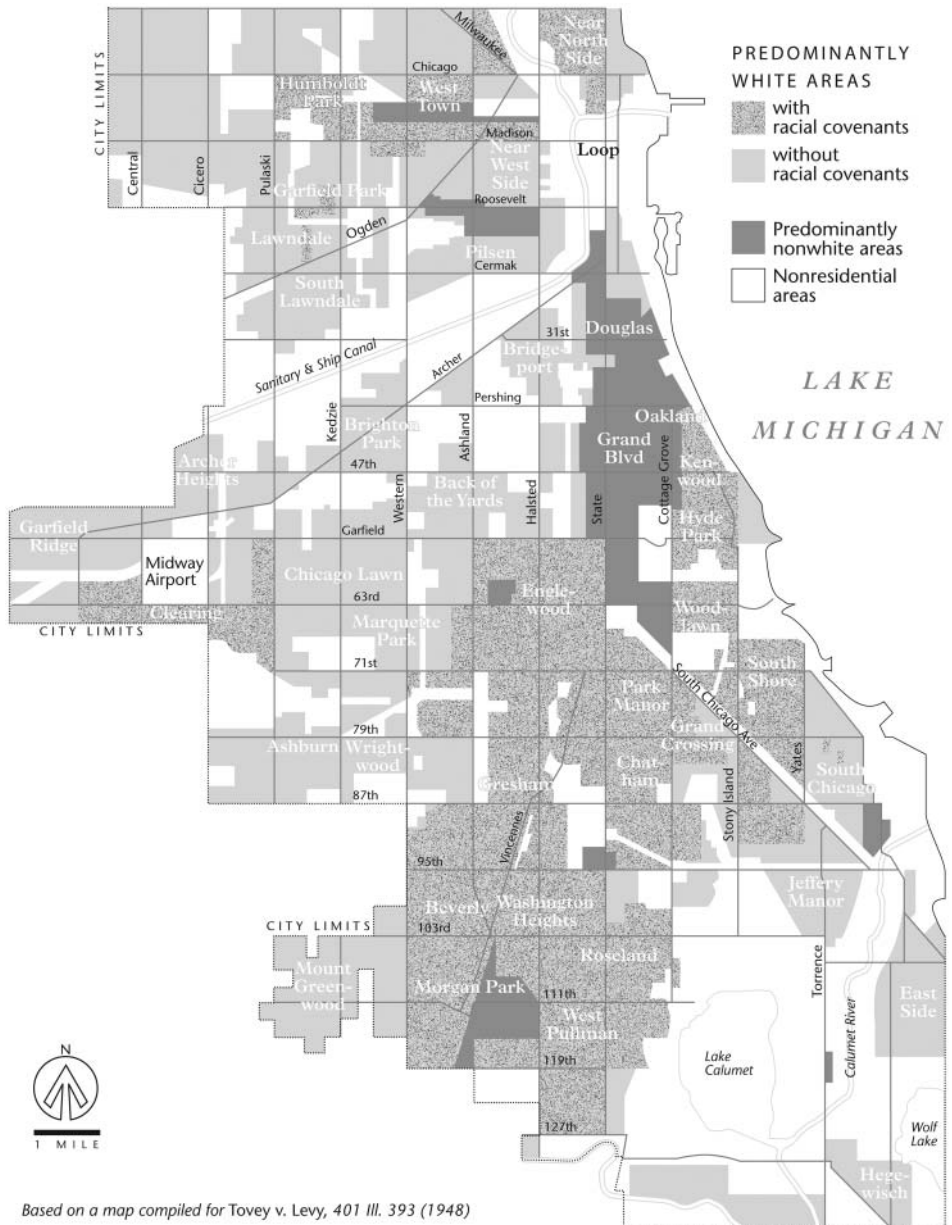 PREDOMINANTLY
WHITE AREAS
with
racial covenants
without
racial covenants
Predominantly
nonwhite areas
Nonresidential
areas
LAKE
MICHIGAN
CITY LIMITS
Milwaukee
Near
North
Side
Chicago
Humboldt
Park
West
Town
Madison
Near
West
Side
Loop
Central
Cicero
Pulaski
Garfield Park
Roosevelt
Ogden
Lawndale
Pilsen
Cermak
South
Lawndale
31st
Douglas
Bridge-
port
Sanitary & Ship Canal
Archer
Pershing
Oakland
Kedzie
Brighton
Park
Ashland
Grand
Blvd
Cottage Grove
Ken-
wood
47th
Archer
Heights
Western
Back of
the Yards
Halsted
State
Hyde
Park
Garfield
Garfield
Ridge
Midway
Airport
Chicago Lawn
63rd
Engle-
wood
Wood-
lawn
Clearing
CITY LIMITS
Marquette
Park
71st
South
Shore
Park
Manor
South Chicago Ave
79th
Grand
Crossing
Ashburn
Wright-
wood
Chat-
ham
Yates
South
Chicago
Gresham
87th
Stony Island
Vincennes
95th
Jeffery
Manor
Beverly
Washington
Heights
103rd
CITY LIMITS
Roseland
Mount
Green-
wood
Morgan Park
111th
Torrence
Calumet River
East
Side
West
Pullman
119th
Lake
Calumet
N
1 MILE
127th
Wolf
Lake
Hege-
wisch
Based on a map compiled for Tovey v. Levy, 401 Ill. 393 (1948)